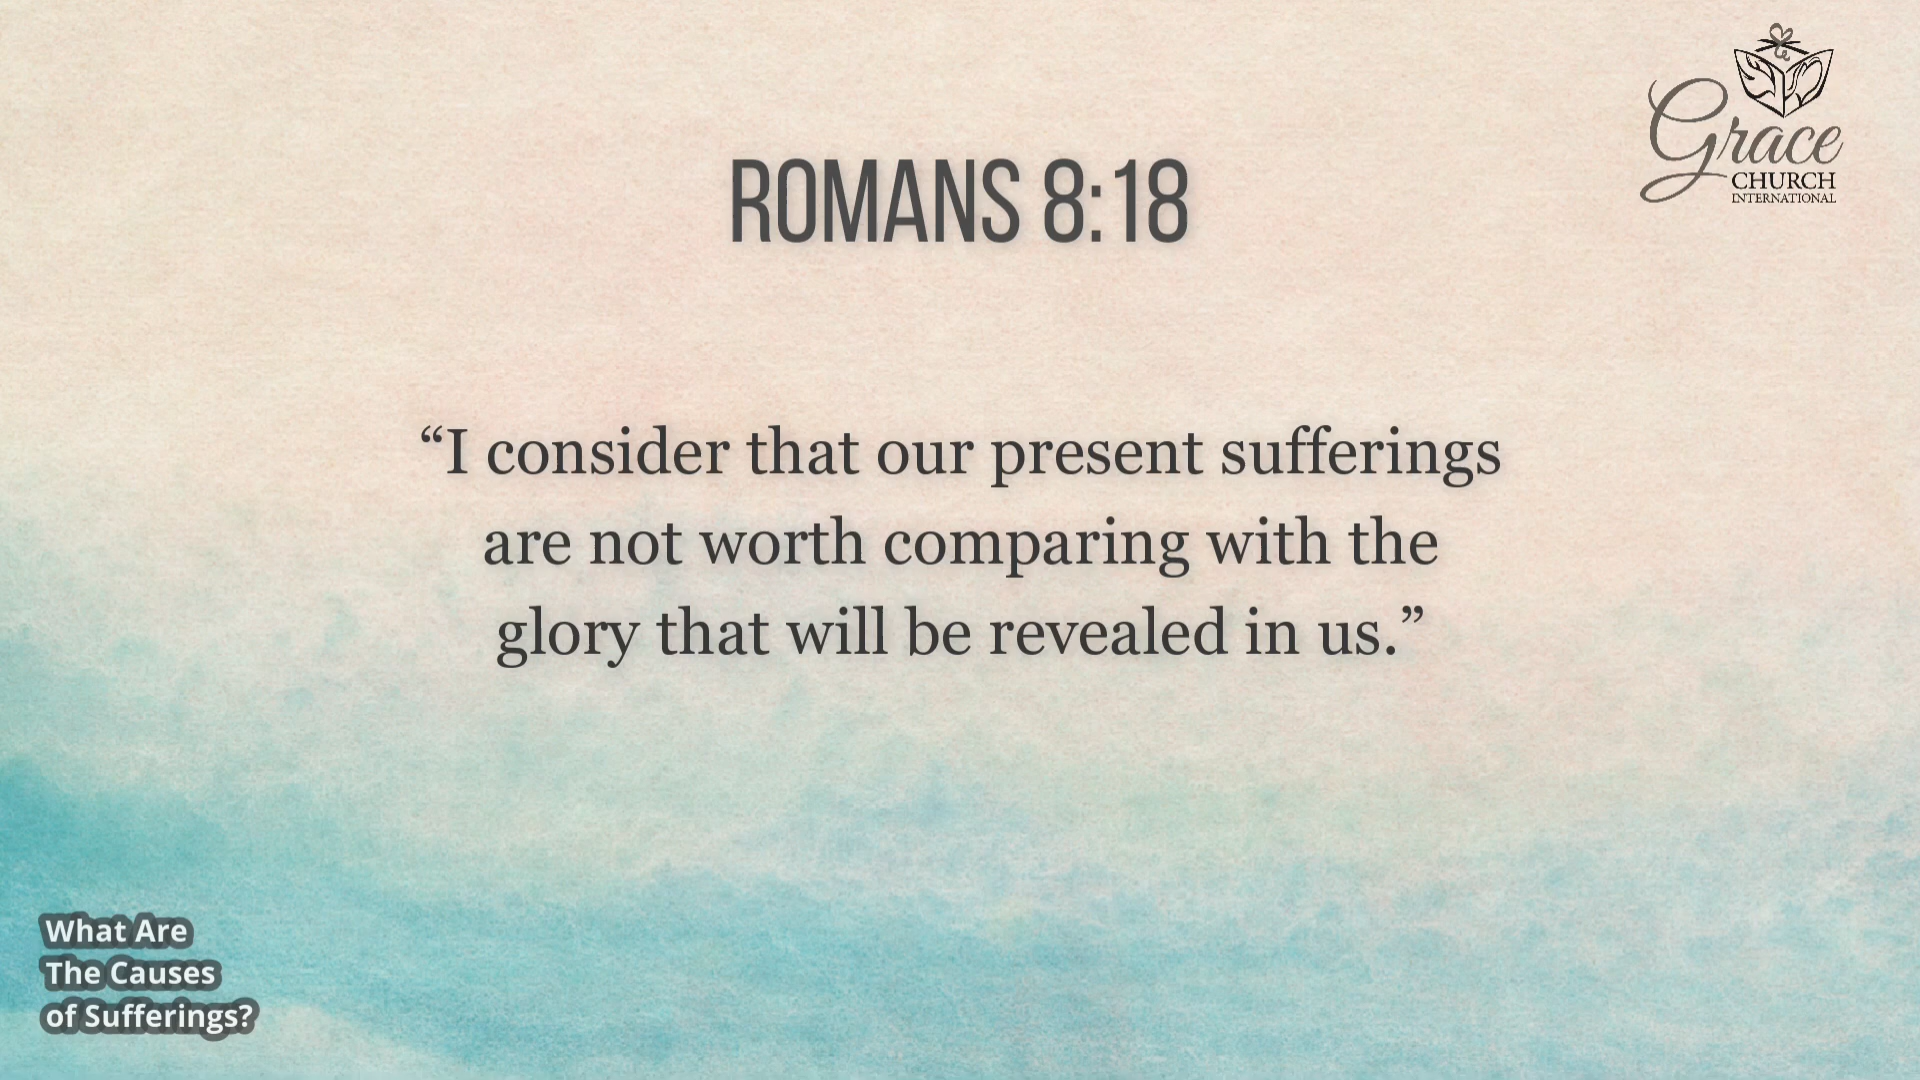 Grace
CHURCH
INTERNATIONAL
ROMANS 8:18
“I consider that our present sufferings
are not worth comparing with the
glory that will be revealed in us.”
What Are
The Causes
of Sufferings?